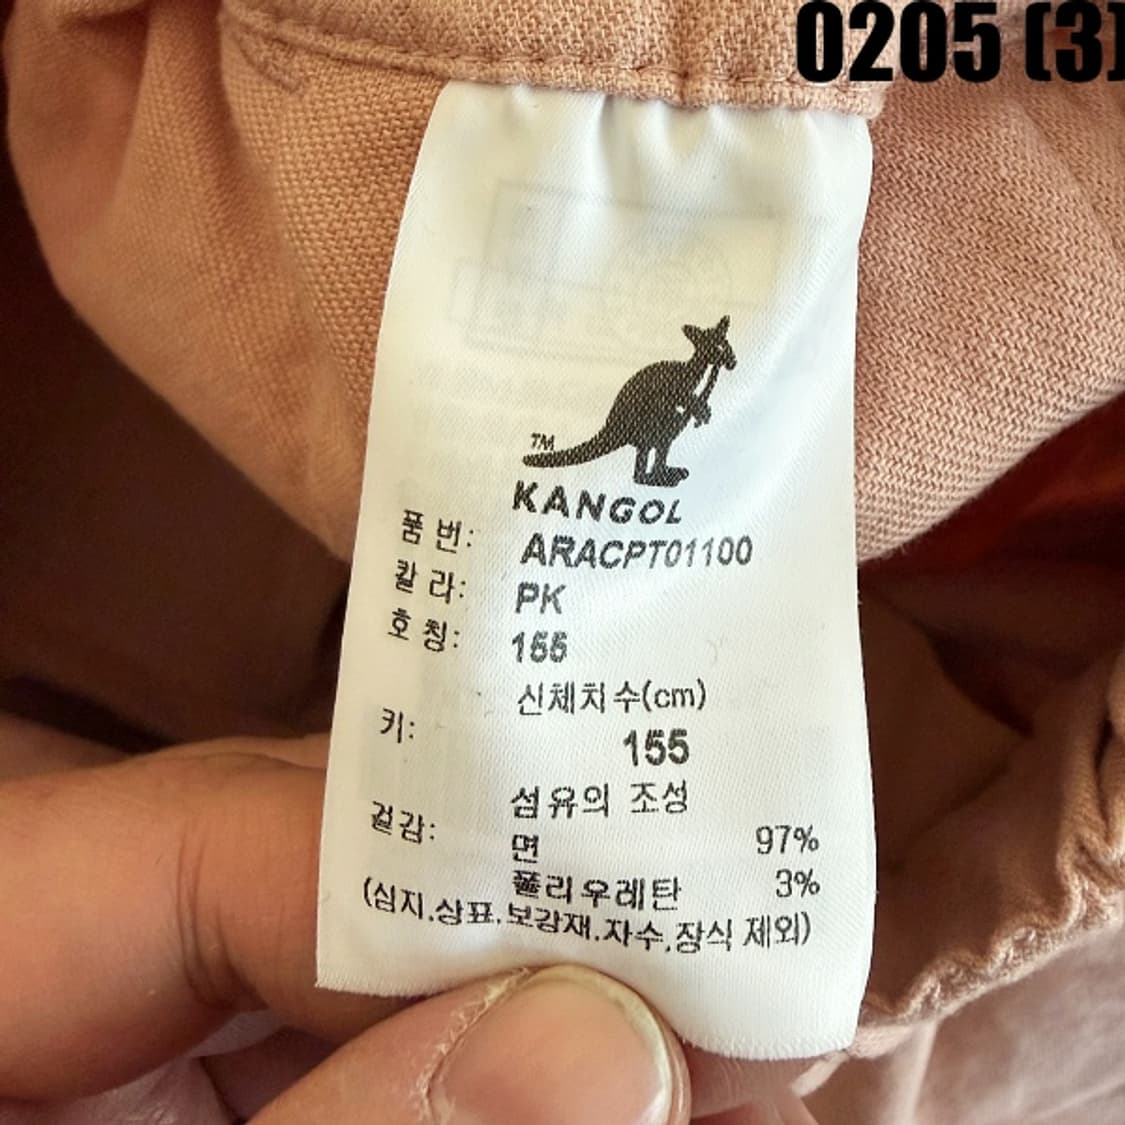 0205 (3)
TM
KANGOL
품 번: ARACPT01100
칼 라: PK
호 칭: 155
신체치수(cm)
키: 155
섬유의 조성
겉감: 면 97%
폴리우레탄 3%
(심지.상표.보강재.자수,장식 제외)